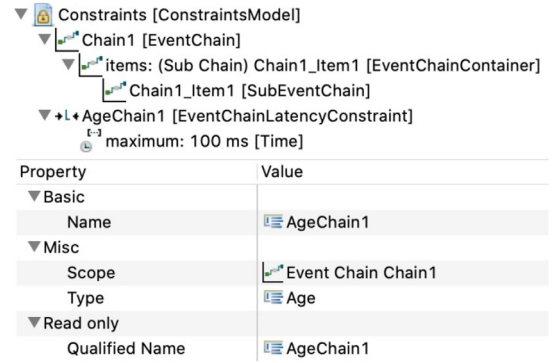 Constraints [ConstraintsModel]
Chain1 [EventChain]
items: (Sub Chain) Chain1_Item1 [EventChainContainer]
Chain1_Item1 [SubEventChain]
AgeChain1 [EventChainLatencyConstraint]
maximum: 100 ms [Time]
Property Value
Basic
Name AgeChain1
Misc
Scope Event Chain Chain1
Type Age
Read only
Qualified Name AgeChain1